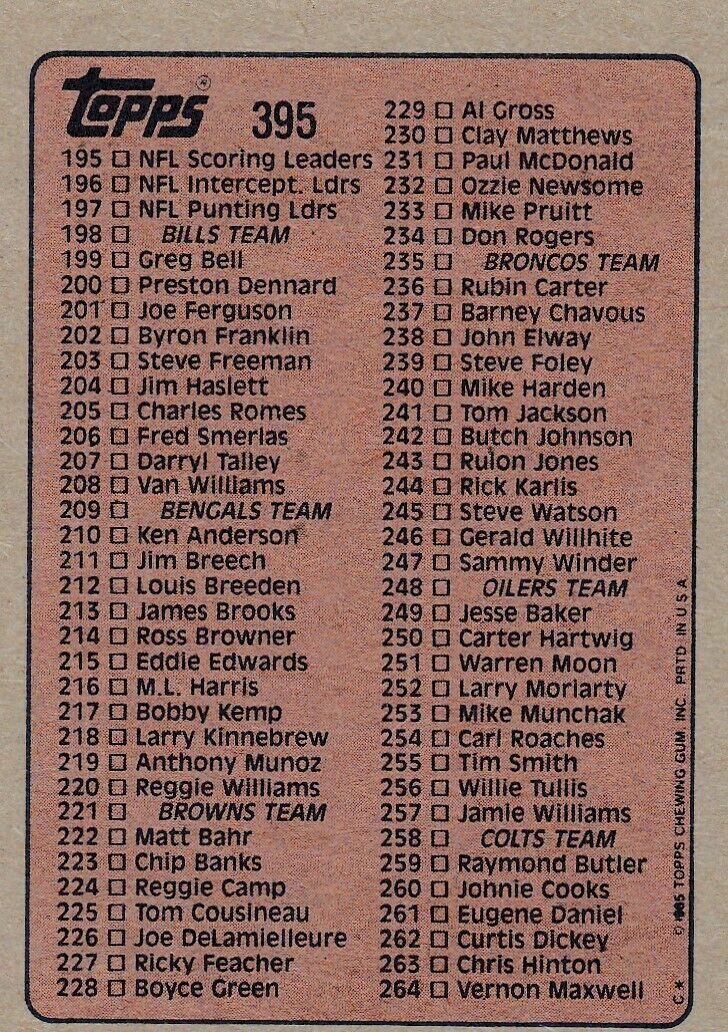 TOPPS ® 395
195 □ NFL Scoring Leaders
196 □ NFL Intercept. Ldrs
197 □ NFL Punting Ldrs
198 □ BILLS TEAM
199 □ Greg Bell
200 □ Preston Dennard
201 □ Joe Ferguson
202 □ Byron Franklin
203 □ Steve Freeman
204 □ Jim Haslett
205 □ Charles Romes
206 □ Fred Smerlas
207 □ Darryl Talley
208 □ Van Williams
209 □ BENGALS TEAM
210 □ Ken Anderson
211 □ Jim Breech
212 □ Louis Breeden
213 □ James Brooks
214 □ Ross Browner
215 □ Eddie Edwards
216 □ M.L. Harris
217 □ Bobby Kemp
218 □ Larry Kinnebrew
219 □ Anthony Munoz
220 □ Reggie Williams
221 □ BROWNS TEAM
222 □ Matt Bahr
223 □ Chip Banks
224 □ Reggie Camp
225 □ Tom Cousineau
226 □ Joe DeLamielleure
227 □ Ricky Feacher
228 □ Boyce Green
229 □ Al Gross
230 □ Clay Matthews
231 □ Paul McDonald
232 □ Ozzie Newsome
233 □ Mike Pruitt
234 □ Don Rogers
235 □ BRONCOS TEAM
236 □ Rubin Carter
237 □ Barney Chavous
238 □ John Elway
239 □ Steve Foley
240 □ Mike Harden
241 □ Tom Jackson
242 □ Butch Johnson
243 □ Rulon Jones
244 □ Rick Karlis
245 □ Steve Watson
246 □ Gerald Willhite
247 □ Sammy Winder
248 □ OILERS TEAM
249 □ Jesse Baker
250 □ Carter Hartwig
251 □ Warren Moon
252 □ Larry Moriarty
253 □ Mike Munchak
254 □ Carl Roaches
255 □ Tim Smith
256 □ Willie Tullis
257 □ Jamie Williams
258 □ COLTS TEAM
259 □ Raymond Butler
260 □ Johnie Cooks
261 □ Eugene Daniel
262 □ Curtis Dickey
263 □ Chris Hinton
264 □ Vernon Maxwell
C* © 1985 TOPPS CHEWING GUM, INC. PRTD. IN U S A